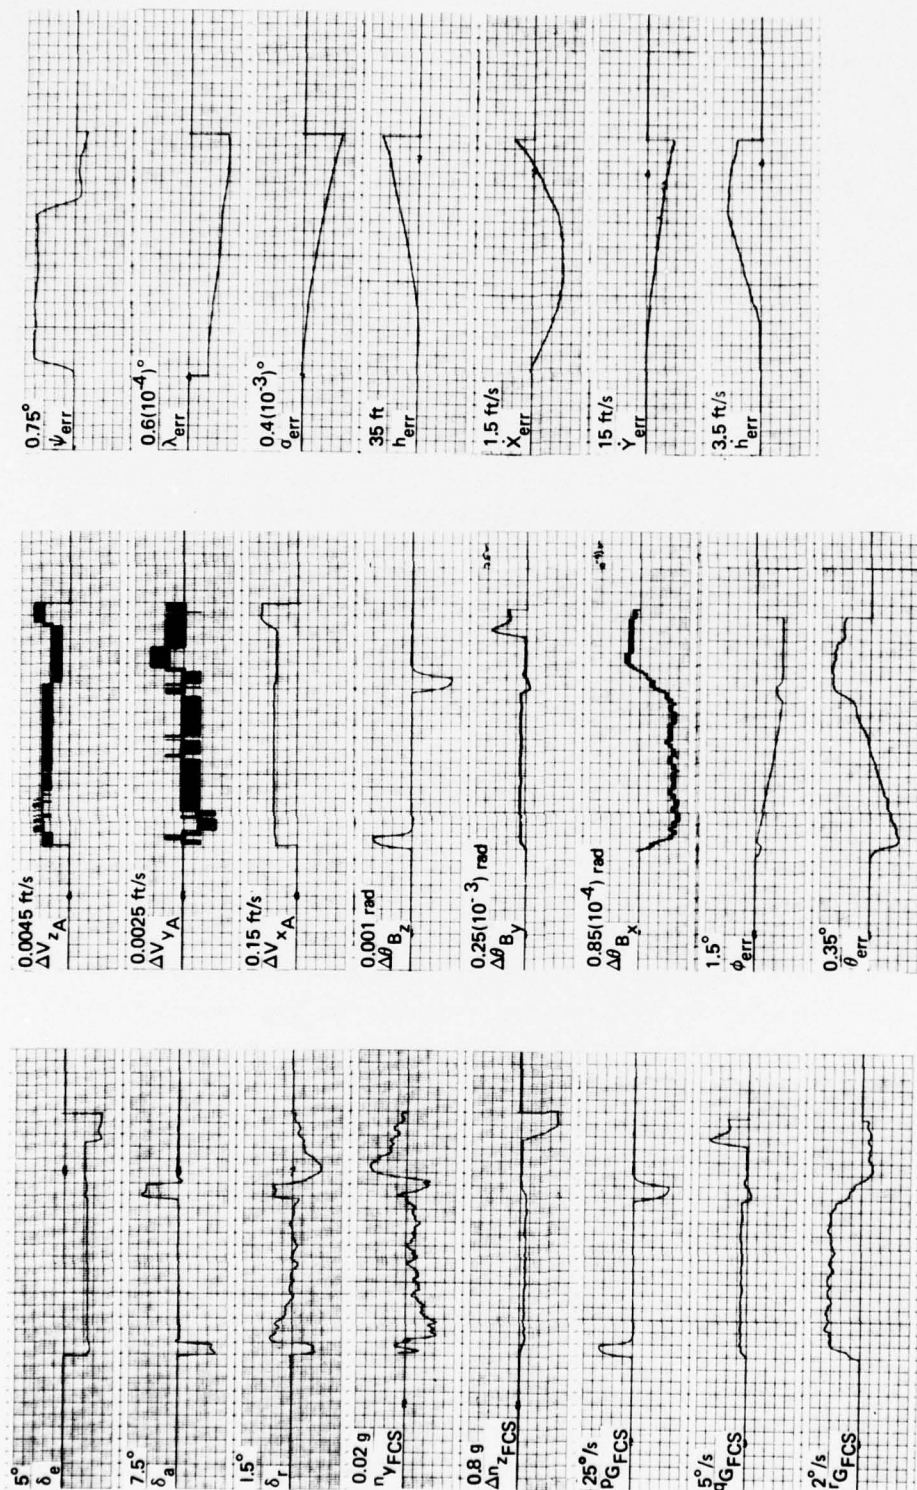 0.75°
ψerr
0.6(10⁻⁴)°
λerr
0.4(10⁻³)°
σerr
35 ft
herr
1.5 ft/s
Ẋerr
15 ft/s
Ẏerr
3.5 ft/s
ḣerr
0.0045 ft/s
ΔVzA
0.0025 ft/s
ΔVYA
0.15 ft/s
ΔVxA
0.001 rad
ΔθBz
0.25(10⁻³) rad
ΔθBy
0.85(10⁻⁴) rad
ΔθBx
1.5°
φerr
0.35°
θerr
5°
δe
7.5°
δa
1.5°
δr
0.02 g
nYFCS
0.8 g
ΔnzFCS
25°/s
pGFCS
5°/s
qGFCS
2°/s
rGFCS